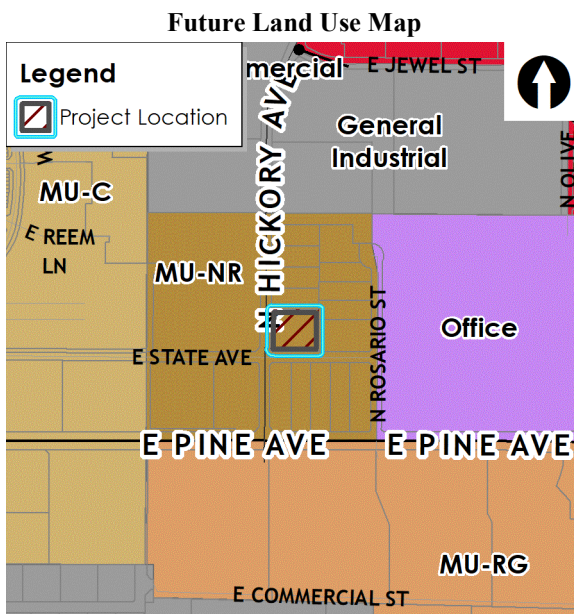 Future Land Use Map
Legend
Project Location
mercial
E JEWEL ST
General
Industrial
N HICKORY AVE
N OLIVE
W
MU-C
E REEM
LN
MU-NR
E STATE AVE
N ROSARIO ST
Office
E PINE AVE
E PINE AVE
MU-RG
E COMMERCIAL ST